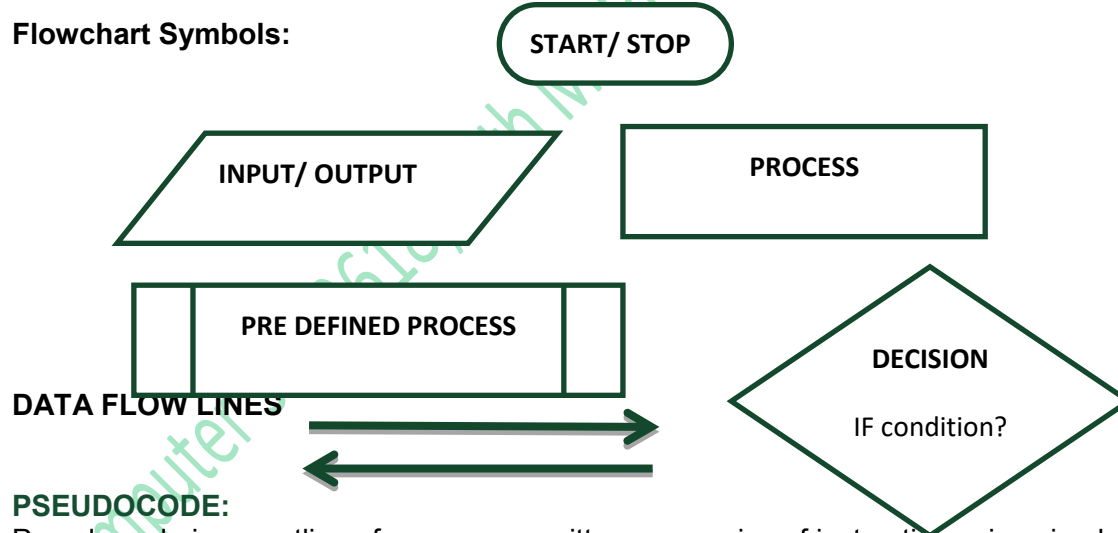 Flowchart Symbols:
START/ STOP
INPUT/ OUTPUT
PROCESS
PRE DEFINED PROCESS
DECISION
IF condition?
DATA FLOW LINES
PSEUDOCODE: